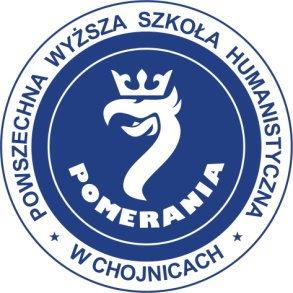 POWSZECHNA WYŻSZA SZKOŁA HUMANISTYCZNA
POMERANIA
W CHOJNICACH